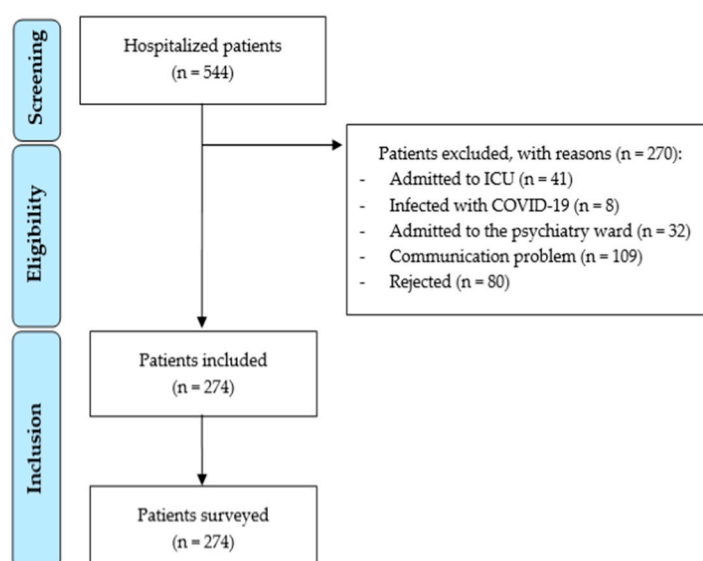 Screening
Hospitalized patients
(n = 544)
Eligibility
Patients excluded, with reasons (n = 270):
- Admitted to ICU (n = 41)
- Infected with COVID-19 (n = 8)
- Admitted to the psychiatry ward (n = 32)
- Communication problem (n = 109)
- Rejected (n = 80)
Inclusion
Patients included
(n = 274)
Patients surveyed
(n = 274)